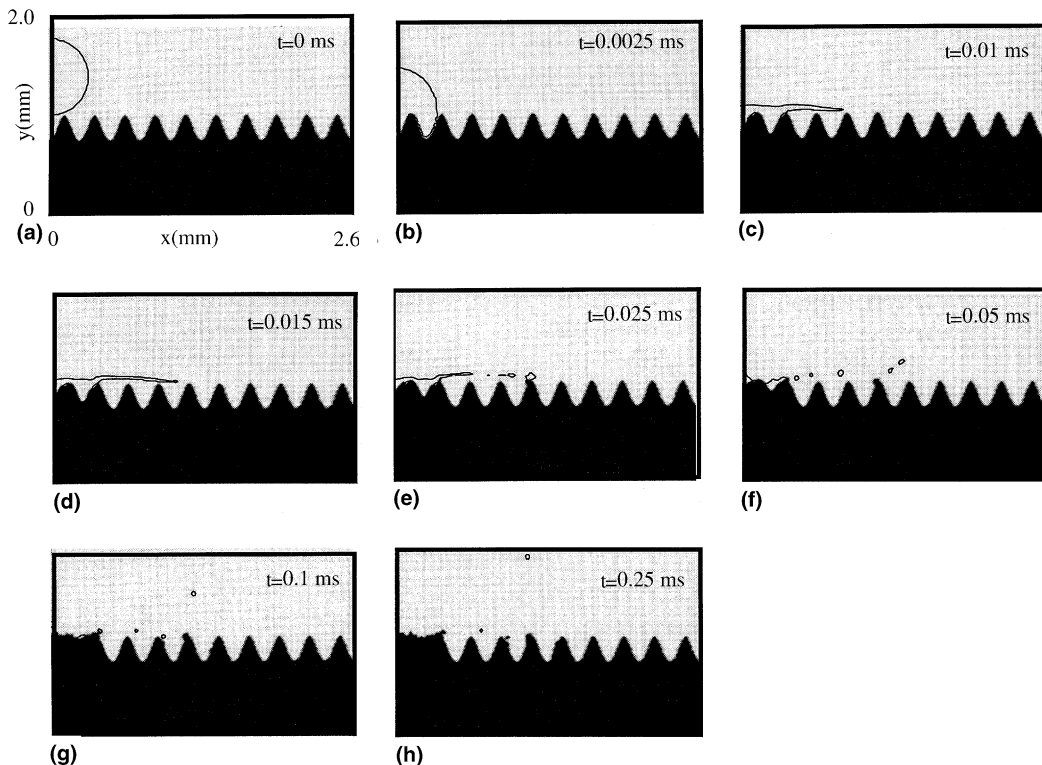 2.0
t=0 ms
t=0.0025 ms
t=0.01 ms
y(mm)
0
(a)
0
x(mm)
2.6
(b)
(c)
t=0.015 ms
t=0.025 ms
t=0.05 ms
(d)
(e)
(f)
t=0.1 ms
t=0.25 ms
(g)
(h)